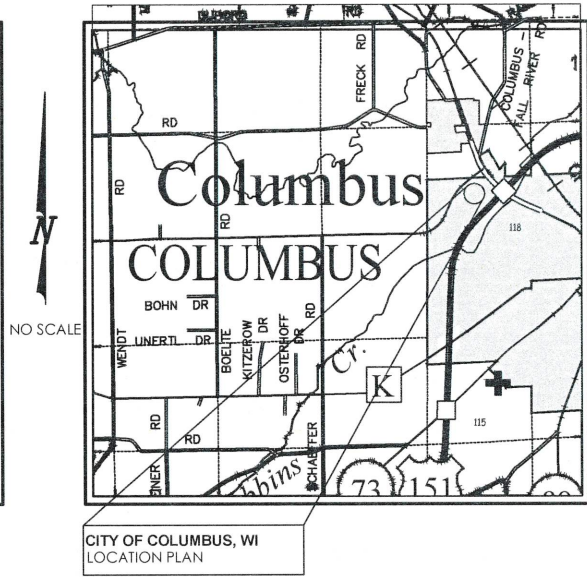 RD
FRECK RD
COLUMBUS -
FALL RIVER RD
RD
Columbus
RD
RD
COLUMBUS
118
N
NO SCALE
BOHN DR
UNERTL DR
WENDT
BOELTE
KITZEROW DR
OSTERHOFF DR
RD
Cr.
K
115
RD
RD
EINER
SCHAEFFER
bbins
73
151
CITY OF COLUMBUS, WI
LOCATION PLAN